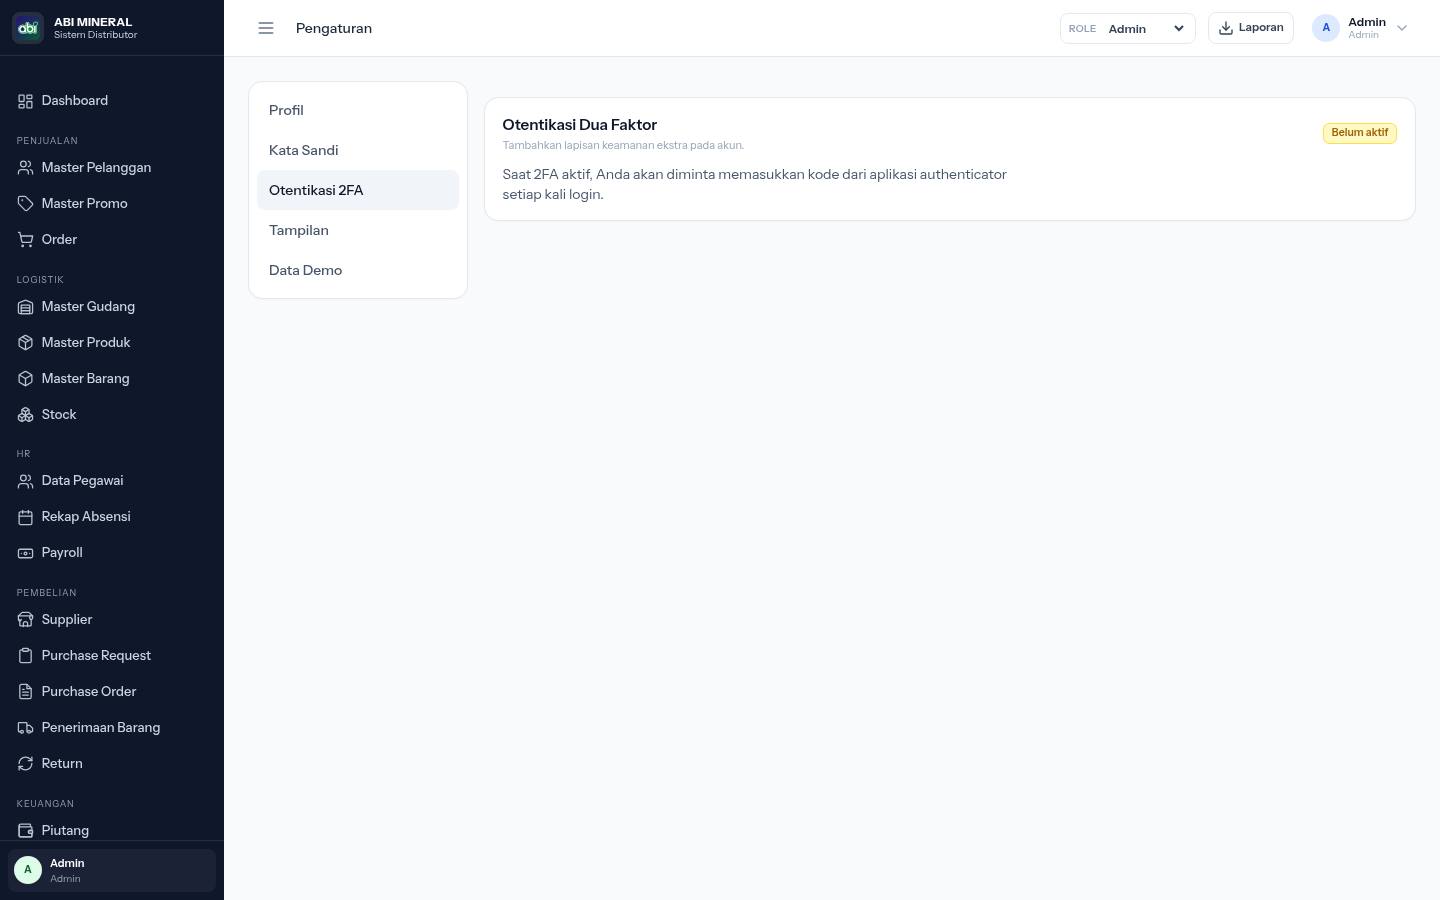 abi
ABI MINERAL
Sistem Distributor
Dashboard
PENJUALAN
Master Pelanggan
Master Promo
Order
LOGISTIK
Master Gudang
Master Produk
Master Barang
Stock
HR
Data Pegawai
Rekap Absensi
Payroll
PEMBELIAN
Supplier
Purchase Request
Purchase Order
Penerimaan Barang
Return
KEUANGAN
Piutang
A
Admin
Admin
Pengaturan
ROLE Admin
Laporan
A
Admin
Admin
Profil
Kata Sandi
Otentikasi 2FA
Tampilan
Data Demo
Otentikasi Dua Faktor
Tambahkan lapisan keamanan ekstra pada akun.
Belum aktif
Saat 2FA aktif, Anda akan diminta memasukkan kode dari aplikasi authenticator
setiap kali login.